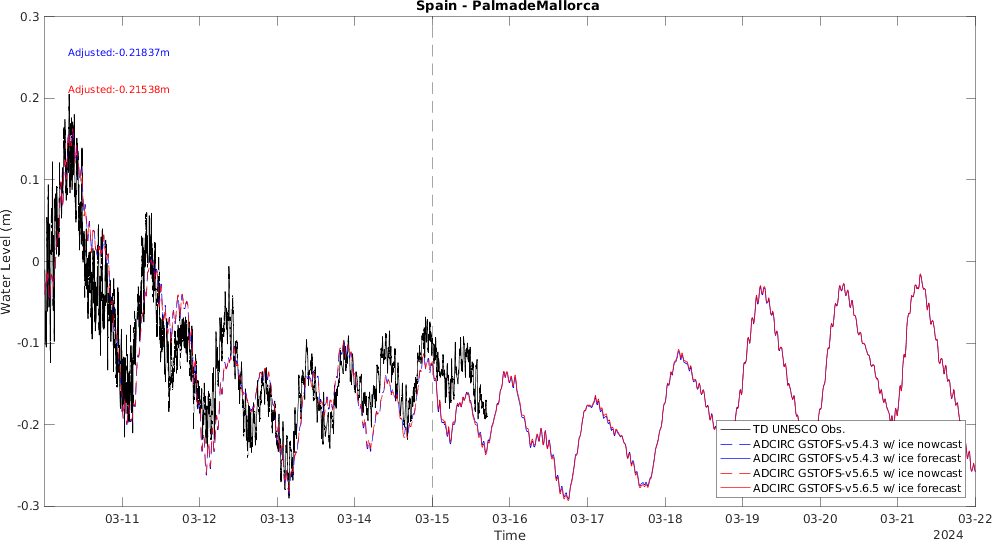 Spain - PalmadeMallorca
0.3
Adjusted:-0.21837m
Adjusted:-0.21538m
0.2
0.1
0
-0.1
-0.2
-0.3
Water Level (m)
TD UNESCO Obs.
ADCIRC GSTOFS-v5.4.3 w/ ice nowcast
ADCIRC GSTOFS-v5.4.3 w/ ice forecast
ADCIRC GSTOFS-v5.6.5 w/ ice nowcast
ADCIRC GSTOFS-v5.6.5 w/ ice forecast
03-11 03-12 03-13 03-14 03-15 03-16 03-17 03-18 03-19 03-20 03-21 03-22
Time
2024